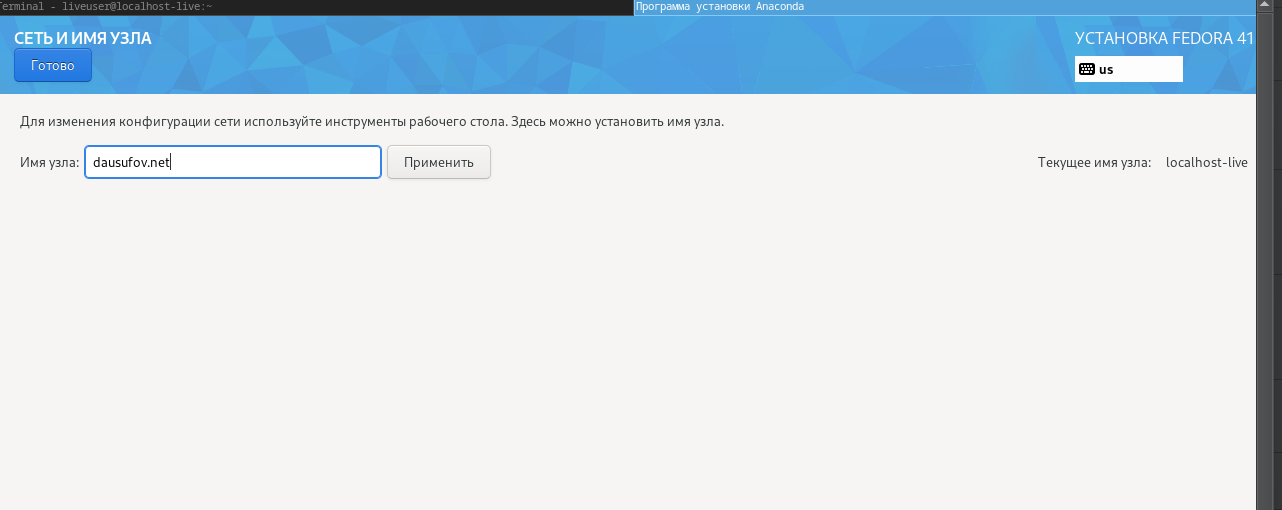 Terminal - liveuser@localhost-live:~
Программа установки Anaconda
СЕТЬ И ИМЯ УЗЛА
УСТАНОВКА FEDORA 41
Готово
us
Для изменения конфигурации сети используйте инструменты рабочего стола. Здесь можно установить имя узла.
Имя узла: dausufov.net Применить Текущее имя узла: localhost-live